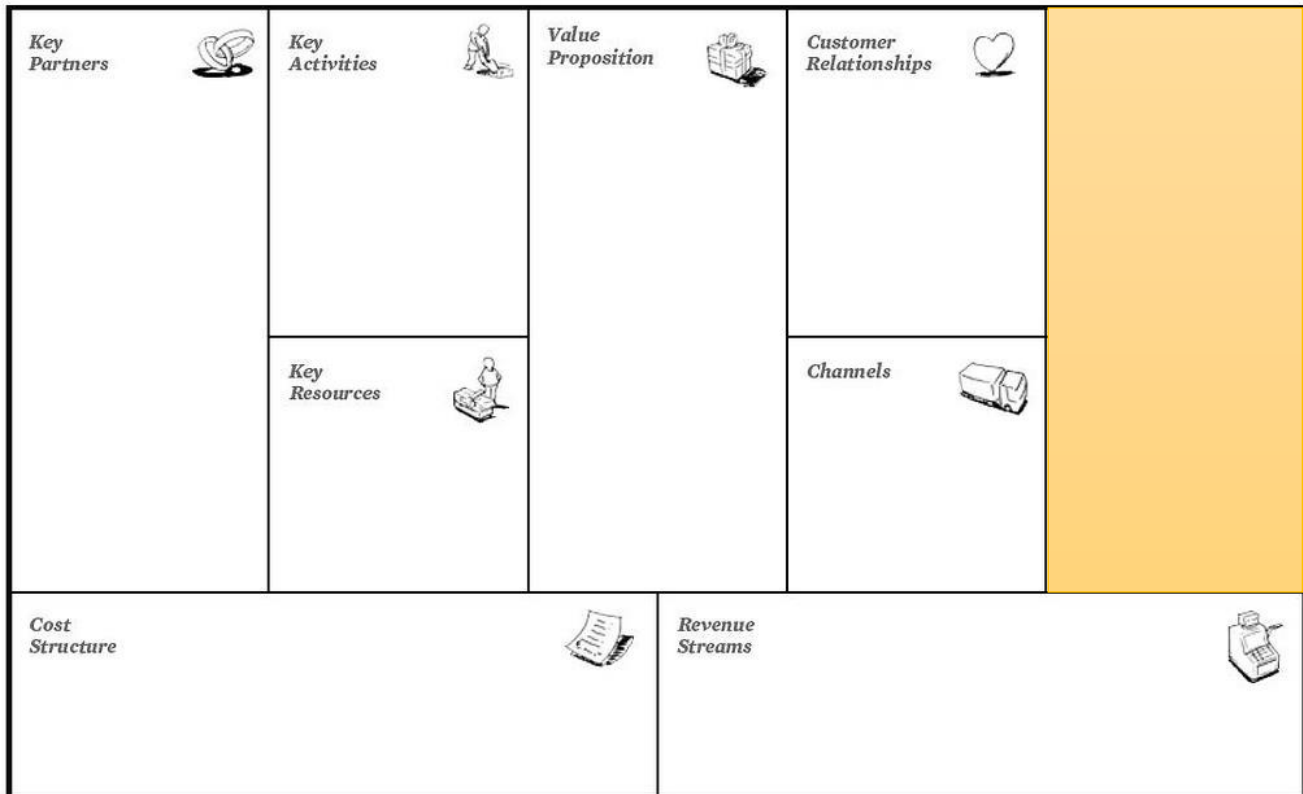 Key
Partners
Key
Activities
Value
Proposition
Customer
Relationships
Key
Resources
Channels
Cost
Structure
Revenue
Streams